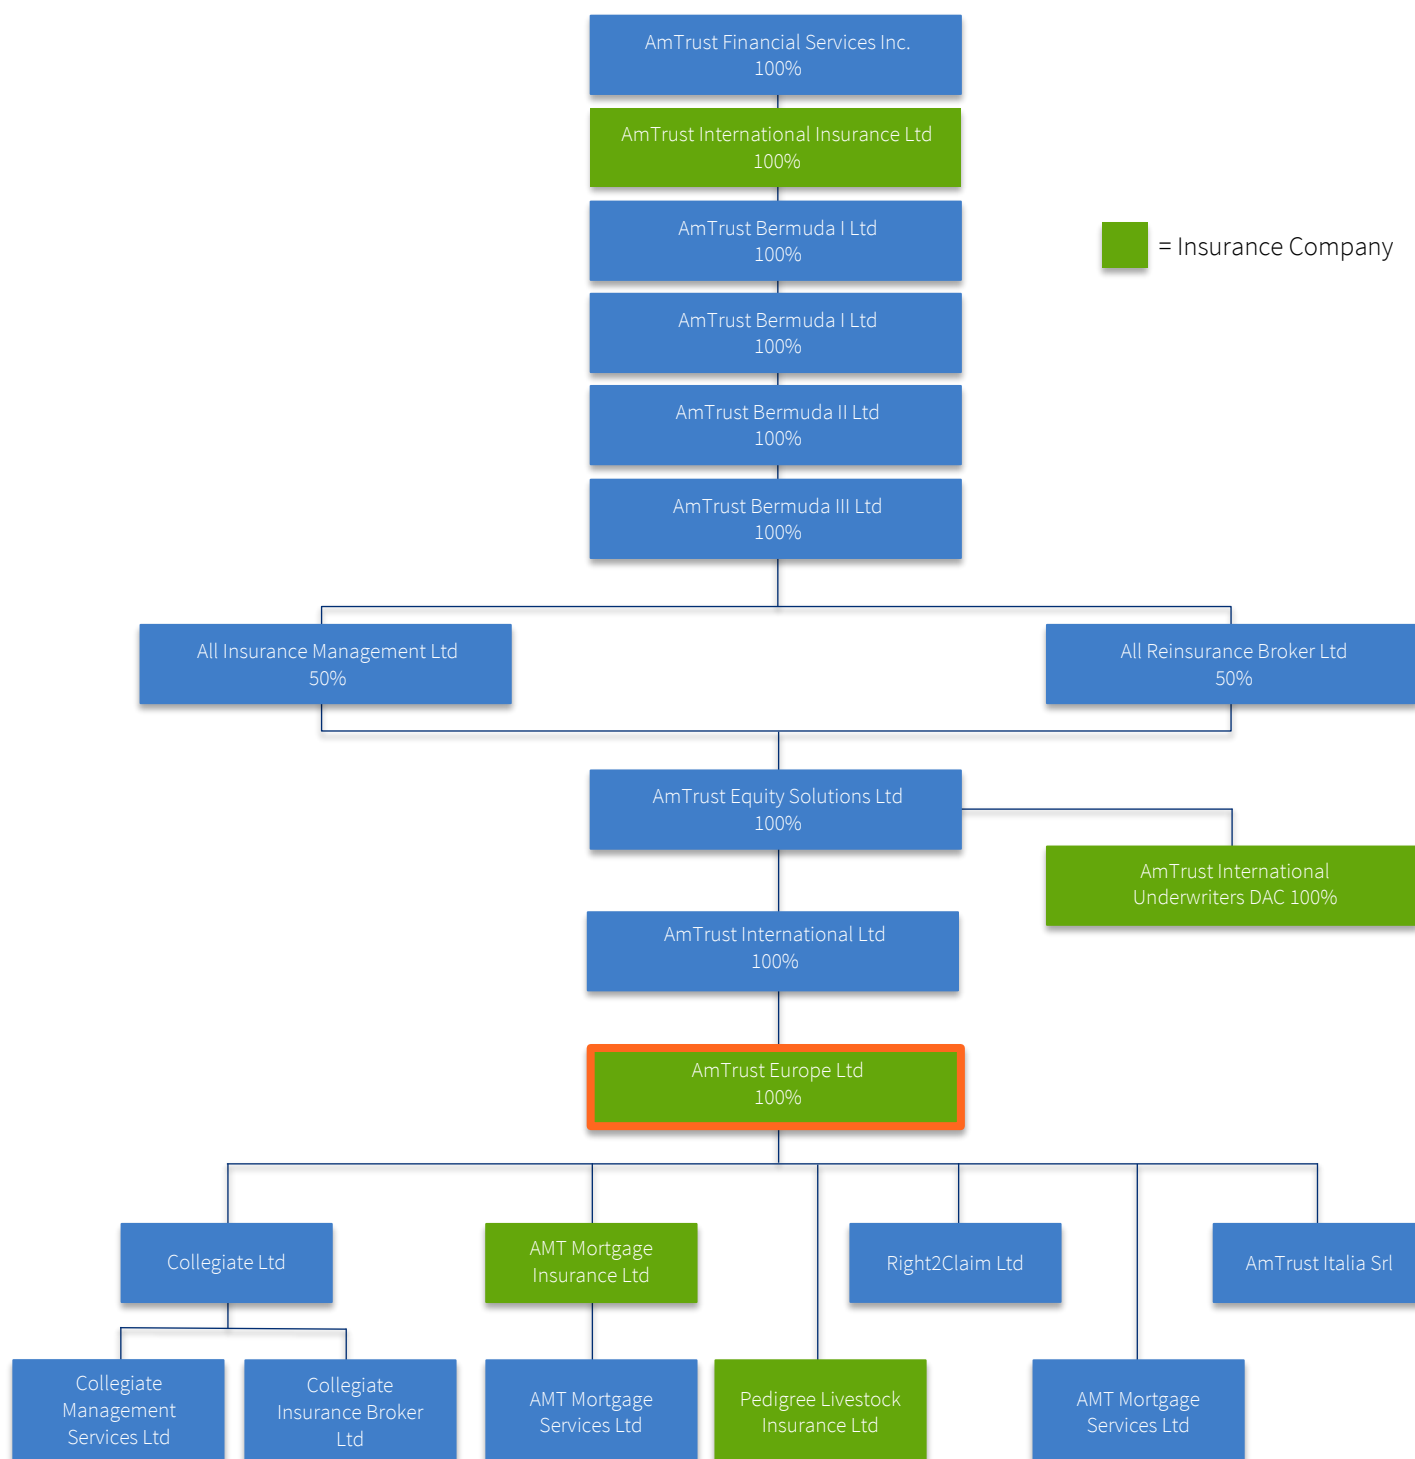 AmTrust Financial Services Inc.
100%
AmTrust International Insurance Ltd
100%
AmTrust Bermuda I Ltd
100%
= Insurance Company
AmTrust Bermuda I Ltd
100%
AmTrust Bermuda II Ltd
100%
AmTrust Bermuda III Ltd
100%
All Insurance Management Ltd
50%
All Reinsurance Broker Ltd
50%
AmTrust Equity Solutions Ltd
100%
AmTrust International
Underwriters DAC 100%
AmTrust International Ltd
100%
AmTrust Europe Ltd
100%
Collegiate Ltd
AMT Mortgage
Insurance Ltd
Right2Claim Ltd
AmTrust Italia Srl
Collegiate
Management
Services Ltd
Collegiate
Insurance Broker
Ltd
AMT Mortgage
Services Ltd
Pedigree Livestock
Insurance Ltd
AMT Mortgage
Services Ltd